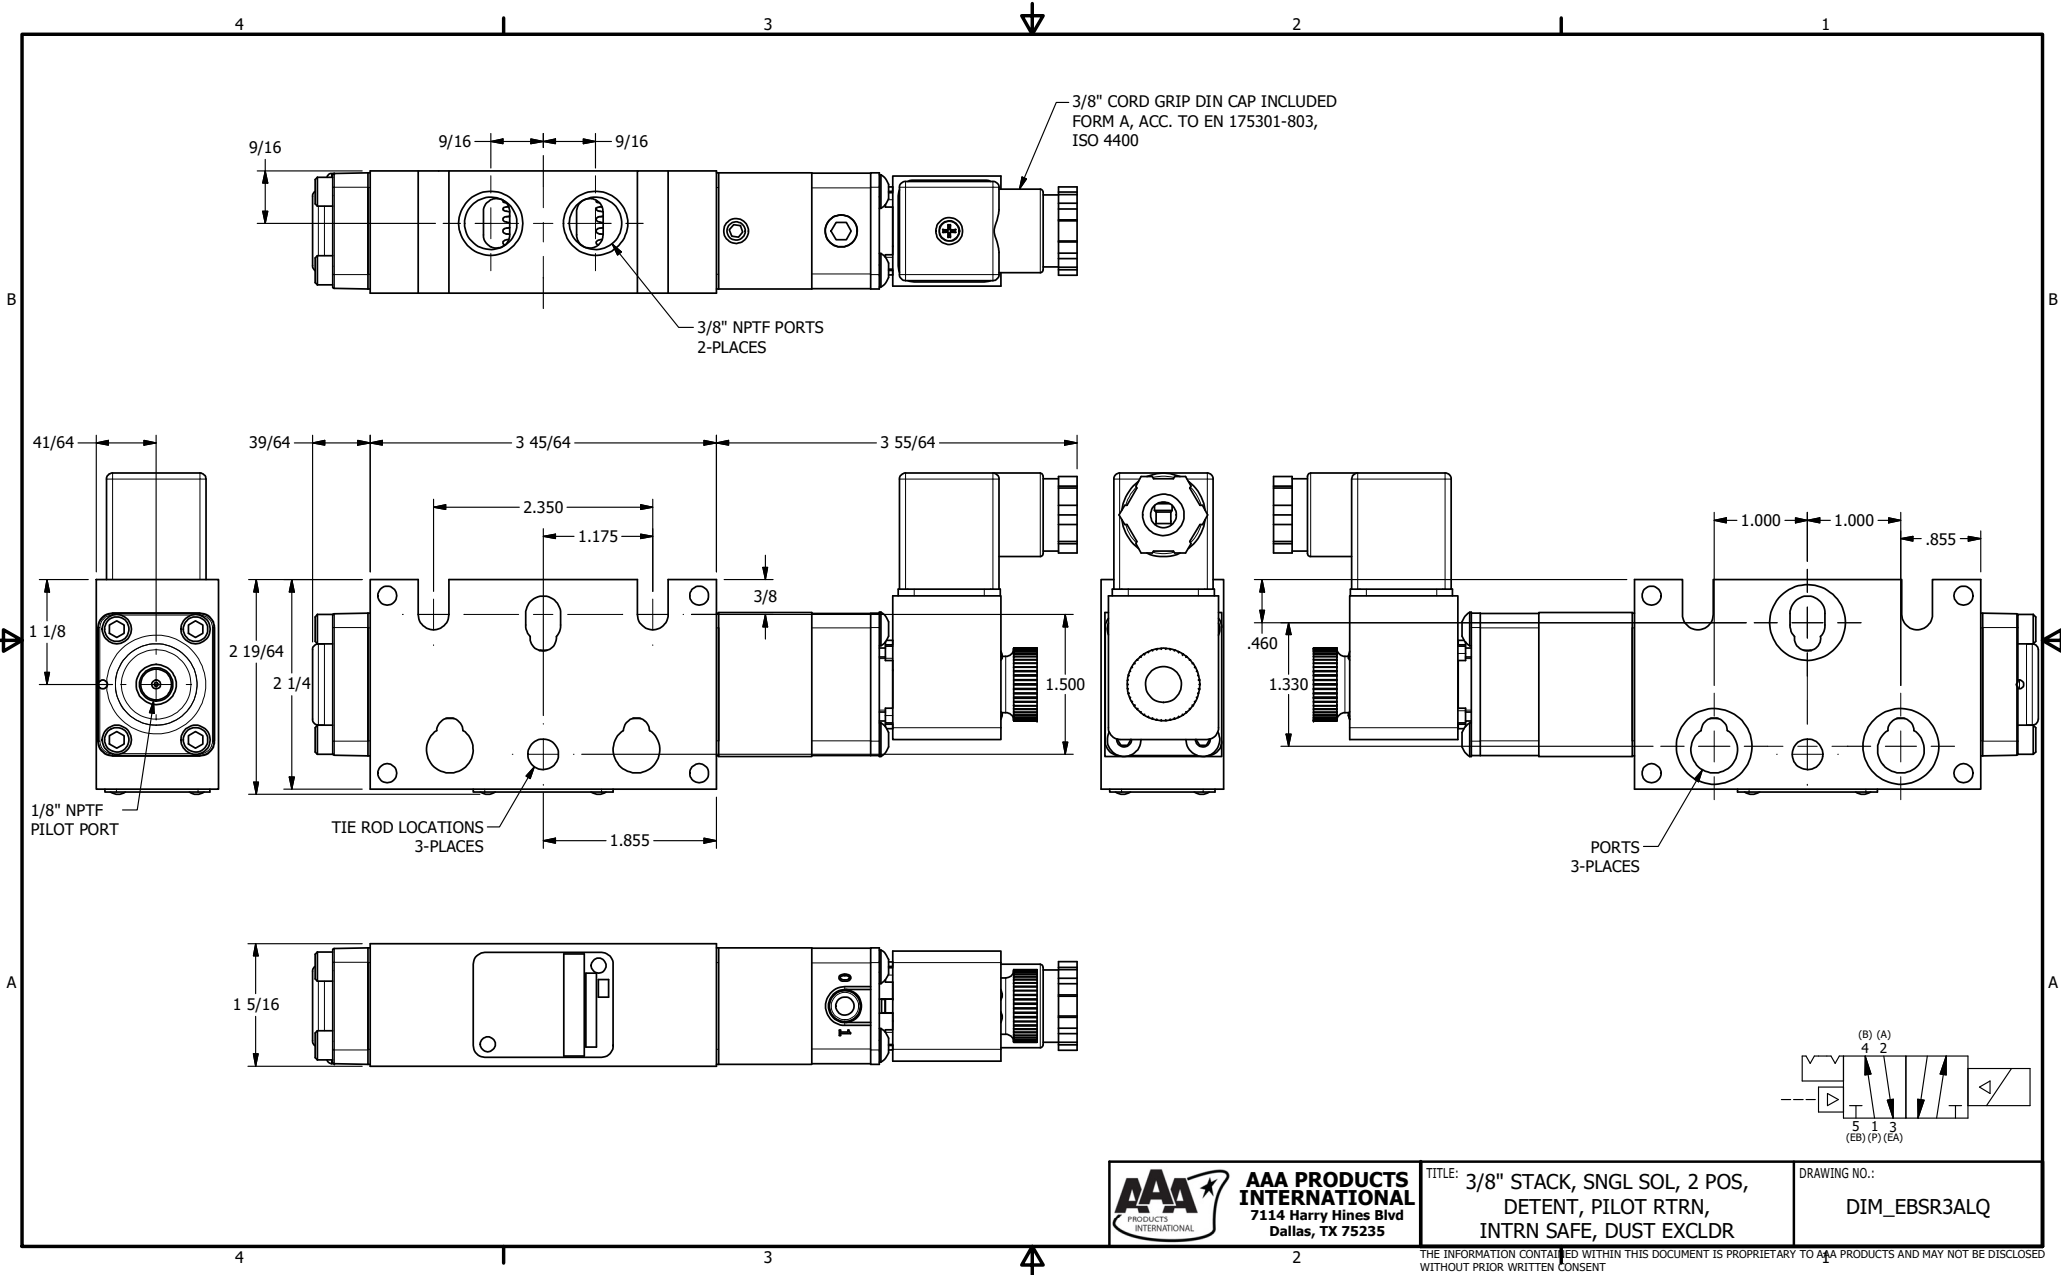 4
3
2
1
B
B
A
A
3/8" CORD GRIP DIN CAP INCLUDED
FORM A, ACC. TO EN 175301-803,
ISO 4400
9/16
9/16
9/16
3/8" NPTF PORTS
2-PLACES
41/64
39/64
3 45/64
3 55/64
2.350
1.175
3/8
1 1/8
2 19/64
2 1/4
1.500
1/8" NPTF
PILOT PORT
TIE ROD LOCATIONS
3-PLACES
1.855
1.000
1.000
.855
.460
1.330
PORTS
3-PLACES
1 5/16
0
1
(B) (A)
4 2
5 1 3
(EB) (P) (EA)
AAA
PRODUCTS
INTERNATIONAL
AAA PRODUCTS
INTERNATIONAL
7114 Harry Hines Blvd
Dallas, TX 75235
TITLE: 3/8" STACK, SNGL SOL, 2 POS,
DETENT, PILOT RTRN,
INTRN SAFE, DUST EXCLDR
DRAWING NO.:
DIM_EBSR3ALQ
4
3
2
1
THE INFORMATION CONTAINED WITHIN THIS DOCUMENT IS PROPRIETARY TO AAA PRODUCTS AND MAY NOT BE DISCLOSED
WITHOUT PRIOR WRITTEN CONSENT